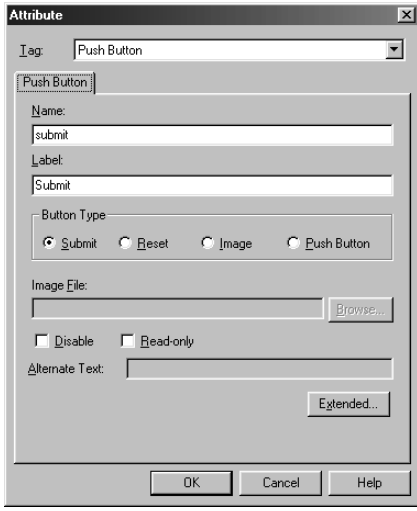 Attribute
Tag: Push Button
Push Button
Name:
submit
Label:
Submit
Button Type
Submit Reset Image Push Button
Image File:
Browse...
Disable Read-only
Alternate Text:
Extended...
OK Cancel Help